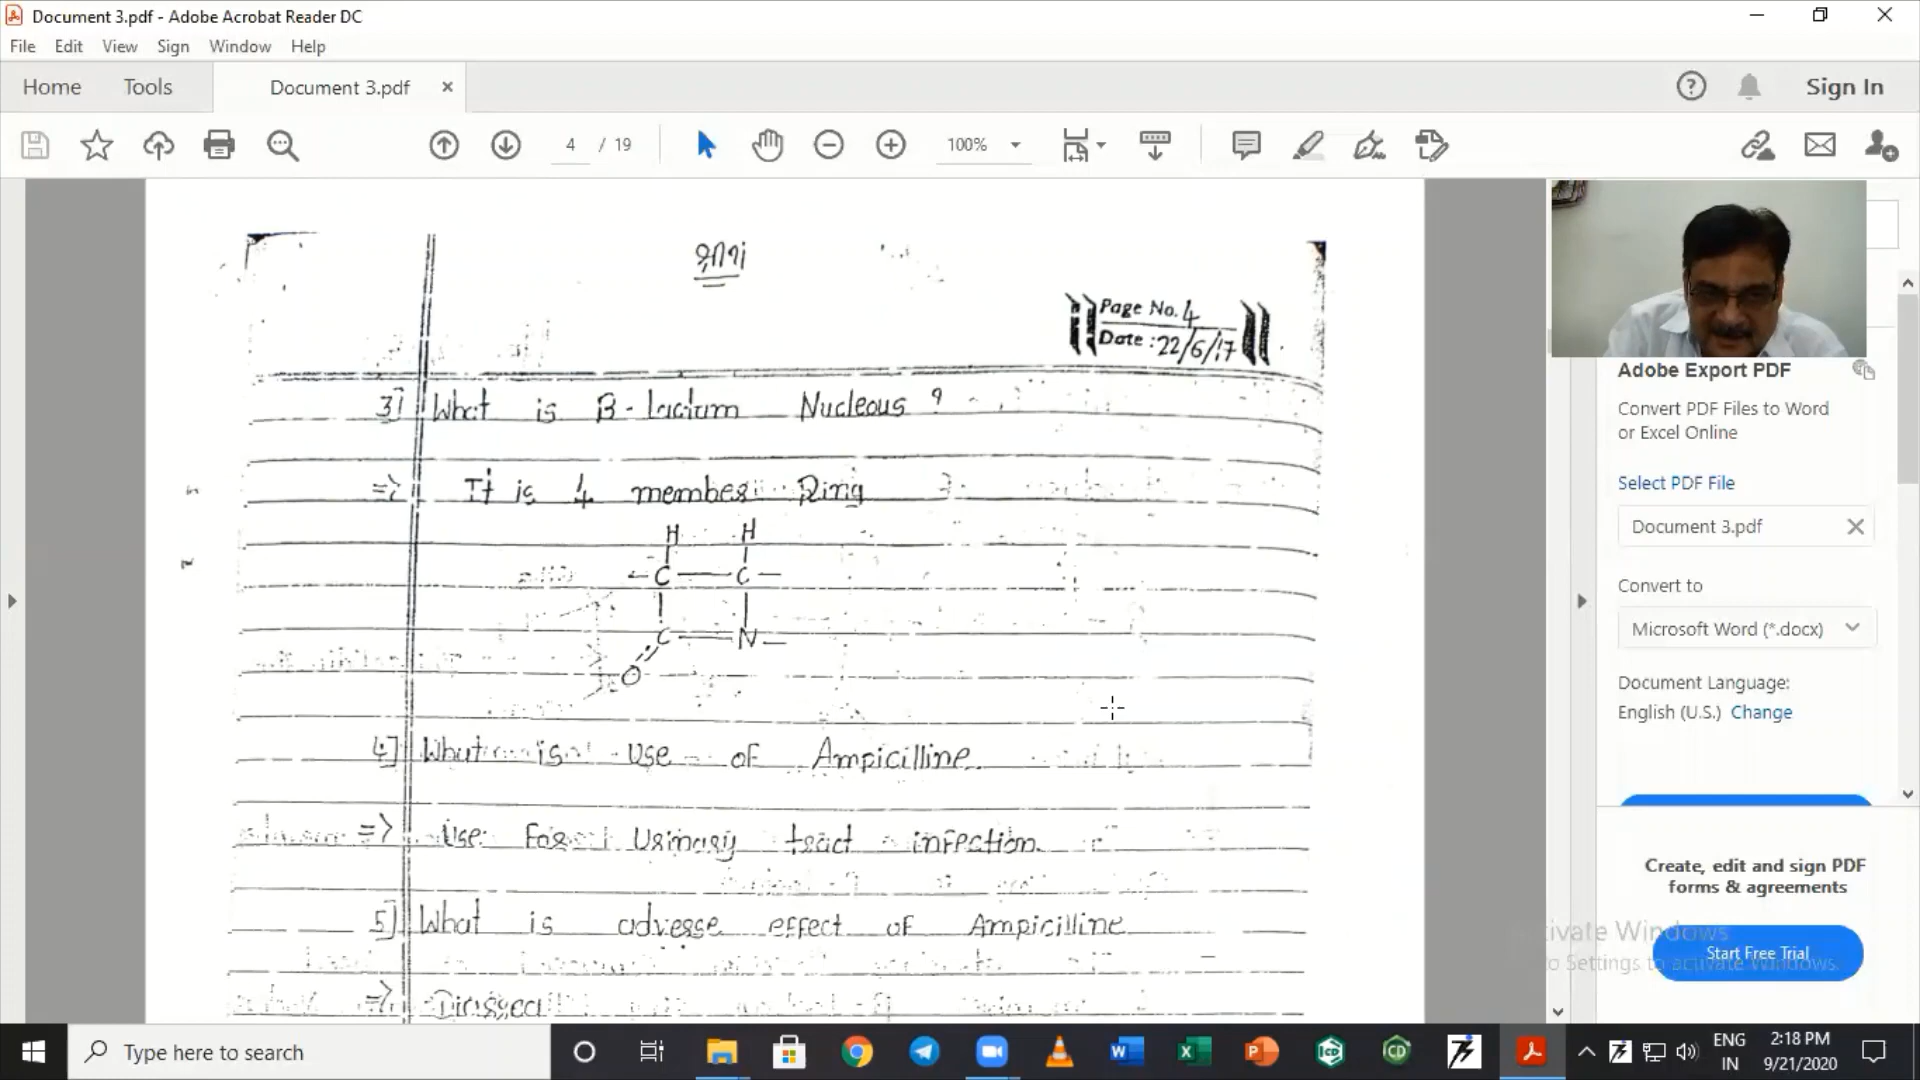 Document 3.pdf - Adobe Acrobat Reader DC
File Edit View Sign Window Help
Home Tools Document 3.pdf × Sign In
4 / 19 100%
Page No. 4
Date : 22/6/17
3] What is B-lactum Nucleous ?
=> It is 4 member Ring
H H
-C — C-
C — N-
O
4] What is Use of Ampicilline.
=> Use For Urinary tract infection.
5] What is adverse effect of Ampicilline
=>
Adobe Export PDF
Convert PDF Files to Word
or Excel Online
Select PDF File
Document 3.pdf
Convert to
Microsoft Word (*.docx)
Document Language:
English (U.S.) Change
Create, edit and sign PDF
forms & agreements
Start Free Trial
Windows
Settings to activate Windows.
Type here to search
ENG
IN
2:18 PM
9/21/2020